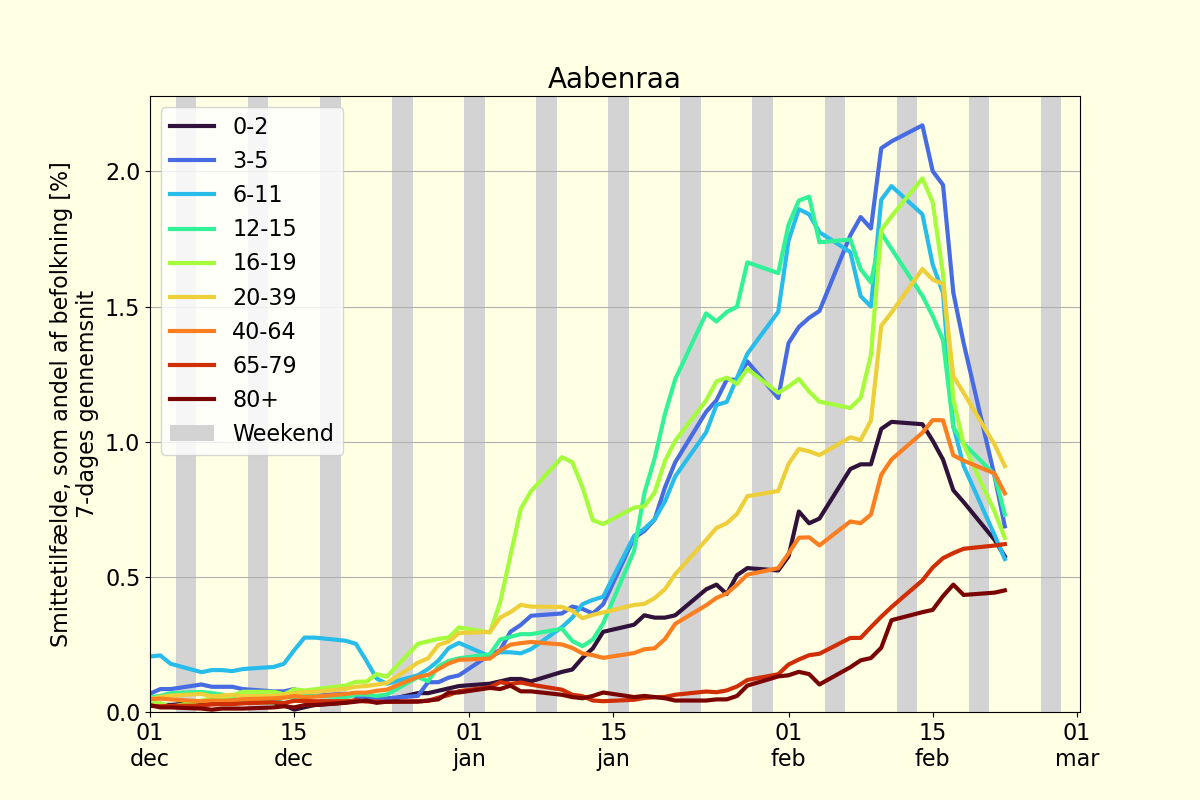 Aabenraa
Smittetilfælde, som andel af befolkning [%]
7-dages gennemsnit
2.0
1.5
1.0
0.5
0.0
0-2
3-5
6-11
12-15
16-19
20-39
40-64
65-79
80+
Weekend
01 15 01 15 01 15 01
dec dec jan jan feb feb mar